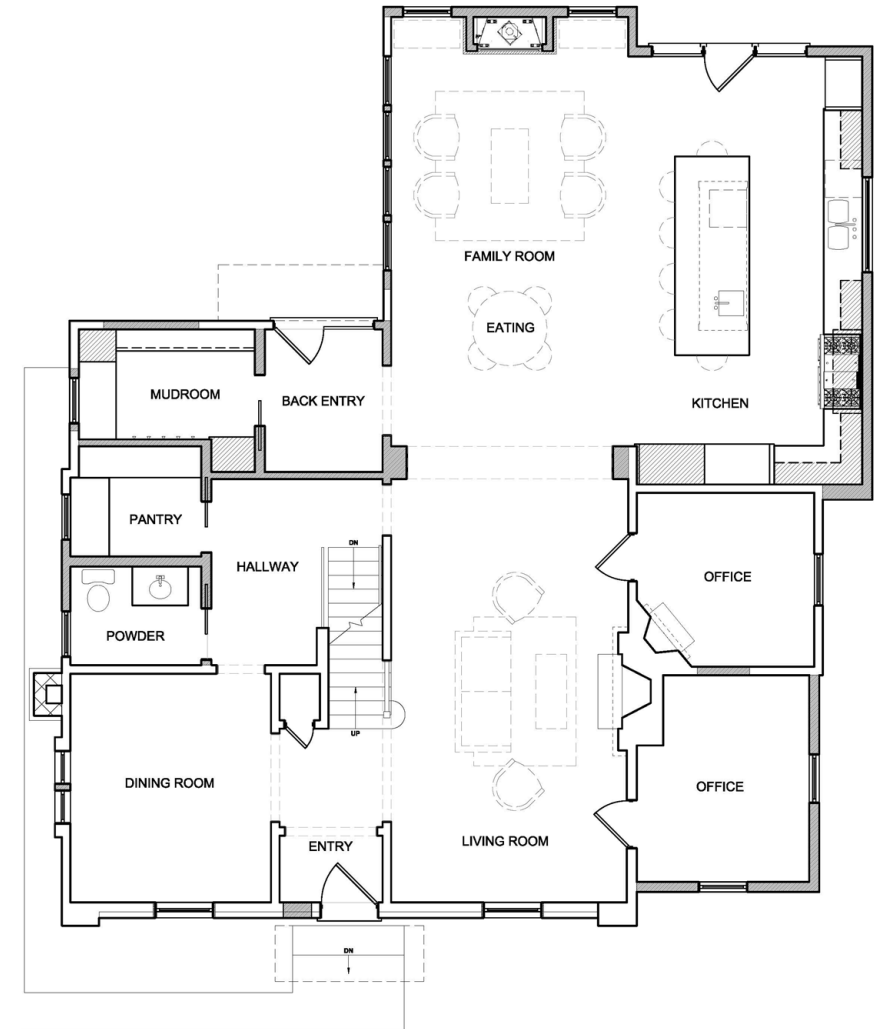 FAMILY ROOM
EATING
MUDROOM
BACK ENTRY
KITCHEN
PANTRY
DN
HALLWAY
OFFICE
POWDER
UP
DINING ROOM
OFFICE
ENTRY
LIVING ROOM
DN